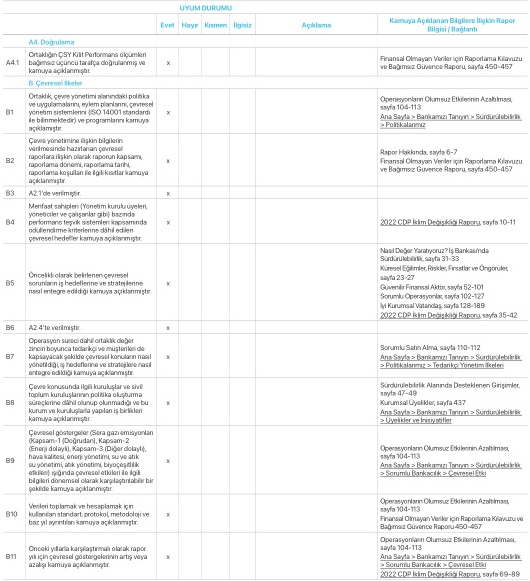 UYUM DURUMU
Evet Hayır Kısmen İlgisiz Açıklama Kamuya Açıklanan Bilgilere İlişkin Rapor
Bilgisi / Bağlantı
A4. Doğrulama
A4.1 Ortaklığın ÇSY Kilit Performans ölçümleri
bağımsız üçüncü tarafça doğrulanmış ve
kamuya açıklanmıştır. x Finansal Olmayan Veriler için Raporlama Kılavuzu
ve Bağımsız Güvence Raporu, sayfa 450-457
B. Çevresel İlkeler
B1 Ortaklık, çevre yönetimi alanındaki politika
ve uygulamalarını, eylem planlarını, çevresel
yönetim sistemlerini (ISO 14001 standardı
ile bilinmektedir) ve programlarını kamuya
açıklamıştır. x Operasyonların Olumsuz Etkilerinin Azaltılması,
sayfa 104-113
Ana Sayfa > Bankamızı Tanıyın > Sürdürülebilirlik
> Politikalarımız
B2 Çevre yönetimine ilişkin bilgilerin
verilmesinde hazırlanan çevresel
raporlara ilişkin olarak raporun kapsamı,
raporlama dönemi, raporlama tarihi,
raporlama koşulları ile ilgili kısıtlar kamuya
açıklanmıştır. x Rapor Hakkında, sayfa 6-7
Finansal Olmayan Veriler için Raporlama Kılavuzu
ve Bağımsız Güvence Raporu, sayfa 450-457
B3 A2.1'de verilmiştir. x
B4 Menfaat sahipleri (Yönetim kurulu üyeleri,
yöneticiler ve çalışanlar gibi) bazında
performans teşvik sistemleri kapsamında
ödüllendirme kriterlerine dâhil edilen
çevresel hedefler kamuya açıklanmıştır. x 2022 CDP İklim Değişikliği Raporu, sayfa 10-11
B5 Öncelikli olarak belirlenen çevresel
sorunların iş hedeflerine ve stratejilerine
nasıl entegre edildiği kamuya açıklanmıştır. x Nasıl Değer Yaratıyoruz? İş Bankası'nda
Sürdürülebilirlik, sayfa 31-33
Küresel Eğilimler, Riskler, Fırsatlar ve Öngörüler,
sayfa 23-27
Güvenilir Finansal Aktör, sayfa 52-101
Sorumlu Operasyonlar, sayfa 102-127
İyi Kurumsal Vatandaş, sayfa 128-189
2022 CDP İklim Değişikliği Raporu, sayfa 35-42
B6 A2.4'te verilmiştir. x
B7 Operasyon süreci dahil ortaklık değer
zinciri boyunca tedarikçi ve müşterileri de
kapsayacak şekilde çevresel konuların nasıl
yönetildiği, iş hedeflerine ve stratejilere nasıl
entegre edildiği kamuya açıklanmıştır. x Sorumlu Satın Alma, sayfa 110-112
Ana Sayfa > Bankamızı Tanıyın > Sürdürülebilirlik
> Politikalarımız > Tedarikçi Yönetim İlkeleri
B8 Çevre konusunda ilgili kuruluşlar ve sivil
toplum kuruluşlarının politika oluşturma
süreçlerine dâhil olunup olunmadığı ve bu
kurum ve kuruluşlarla yapılan iş birlikleri
kamuya açıklanmıştır. x Sürdürülebilirlik Alanında Desteklenen Girişimler,
sayfa 47-49
Kurumsal Üyelikler, sayfa 437
Ana Sayfa > Bankamızı Tanıyın > Sürdürülebilirlik
> Üyelikler ve İnisiyatifler
B9 Çevresel göstergeler (Sera gazı emisyonları
(Kapsam-1 (Doğrudan), Kapsam-2
(Enerji dolaylı), Kapsam-3 (Diğer dolaylı),
hava kalitesi, enerji yönetimi, su ve atık
su yönetimi, atık yönetimi, biyoçeşitlilik
etkileri) ışığında çevresel etkileri ile ilgili
bilgileri dönemsel olarak karşılaştırılabilir bir
şekilde kamuya açıklanmıştır. x Operasyonların Olumsuz Etkilerinin Azaltılması,
sayfa 104-113
Ana Sayfa > Bankamızı Tanıyın > Sürdürülebilirlik
> Sorumlu Bankacılık > Çevresel Etki
B10 Verileri toplamak ve hesaplamak için
kullanılan standart, protokol, metodoloji ve
baz yıl ayrıntıları kamuya açıklanmıştır. x Operasyonların Olumsuz Etkilerinin Azaltılması,
sayfa 104-113
Finansal Olmayan Veriler için Raporlama Kılavuzu ve
Bağımsız Güvence Raporu 450-457
B11 Önceki yıllarla karşılaştırmalı olarak rapor
yılı için çevresel göstergelerinin artış veya
azalışı kamuya açıklanmıştır. x Operasyonların Olumsuz Etkilerinin Azaltılması,
sayfa 104-113
Ana Sayfa > Bankamızı Tanıyın > Sürdürülebilirlik
> Sorumlu Bankacılık > Çevresel Etki
2022 CDP İklim Değişikliği Raporu, sayfa 69-89